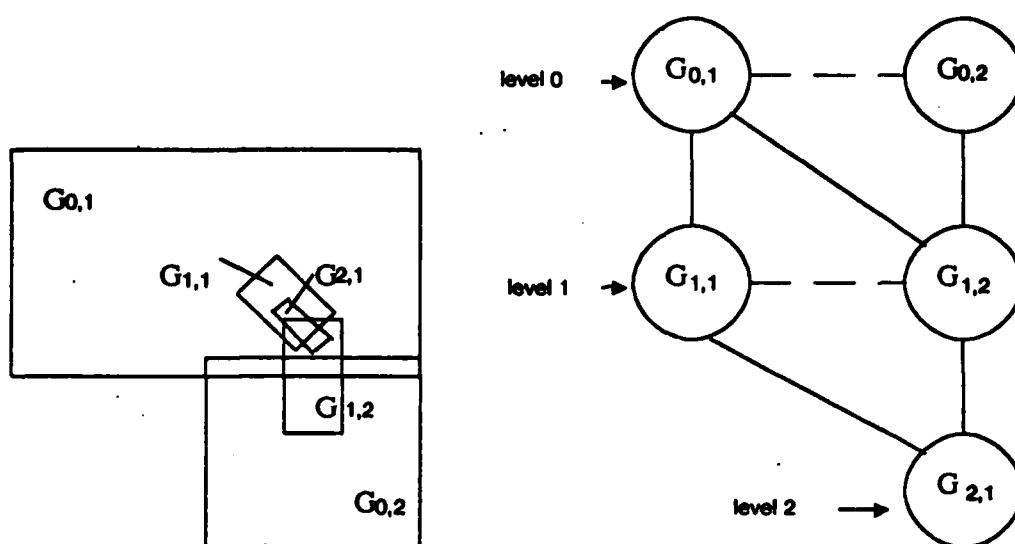 G0,1
G1,1
G2,1
G 1,2
G0,2
level 0
G0,1
G0,2
level 1
G1,1
G1,2
level 2
G 2,1